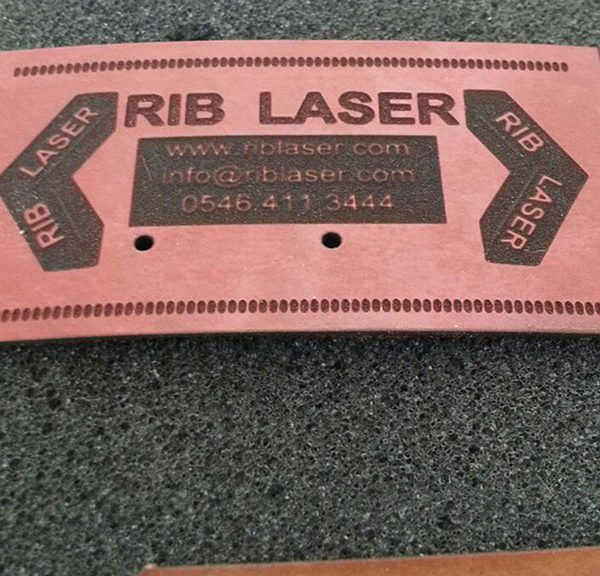 RIB LASER
RIB LASER
www.riblaser.com
info@riblaser.com
0546.411 3444
RIB LASER